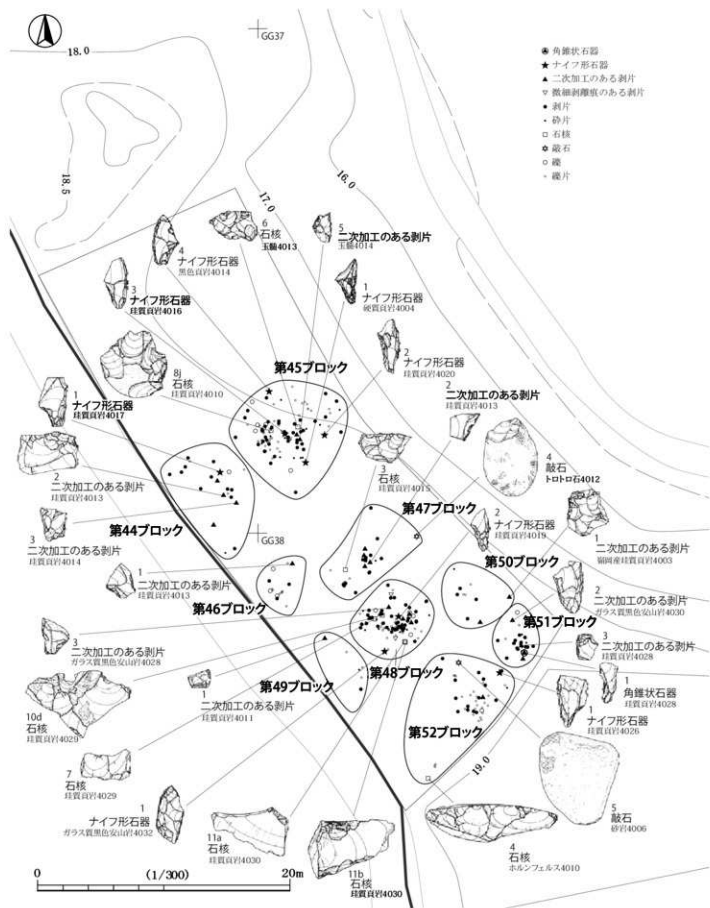 GG37
18.0
角錐状石器
ナイフ形石器
二次加工のある剥片
微細剥離痕のある剥片
剥片
砕片
石核
敲石
礫
礫片
18.5
17.0
16.0
6
石核
玉髄4013
5
二次加工のある剥片
玉髄4014
4
ナイフ形石器
黒色頁岩4014
3
ナイフ形石器
珪質頁岩4016
1
ナイフ形石器
硬質頁岩4004
2
ナイフ形石器
珪質頁岩4020
8j
石核
珪質頁岩4010
第45ブロック
2
二次加工のある剥片
珪質頁岩4013
1
ナイフ形石器
珪質頁岩4017
3
石核
珪質頁岩4015
4
敲石
トロトロ石4012
2
二次加工のある剥片
珪質頁岩4013
第47ブロック
2
ナイフ形石器
珪質頁岩4019
1
二次加工のある剥片
嶺岡産珪質頁岩4003
3
二次加工のある剥片
珪質頁岩4014
第44ブロック
GG38
第50ブロック
2
二次加工のある剥片
ガラス質黒色安山岩4030
1
二次加工のある剥片
珪質頁岩4013
第46ブロック
第51ブロック
3
二次加工のある剥片
珪質頁岩4028
3
二次加工のある剥片
ガラス質黒色安山岩4028
第49ブロック
第48ブロック
1
角錐状石器
珪質頁岩4028
1
ナイフ形石器
珪質頁岩4026
1
二次加工のある剥片
珪質頁岩4011
10d
石核
珪質頁岩4029
第52ブロック
19.0
7
石核
珪質頁岩4029
1
ナイフ形石器
ガラス質黒色安山岩4032
11a
石核
珪質頁岩4030
11b
石核
珪質頁岩4030
4
石核
ホルンフェルス4010
5
敲石
砂岩4006
0 (1/300) 20m